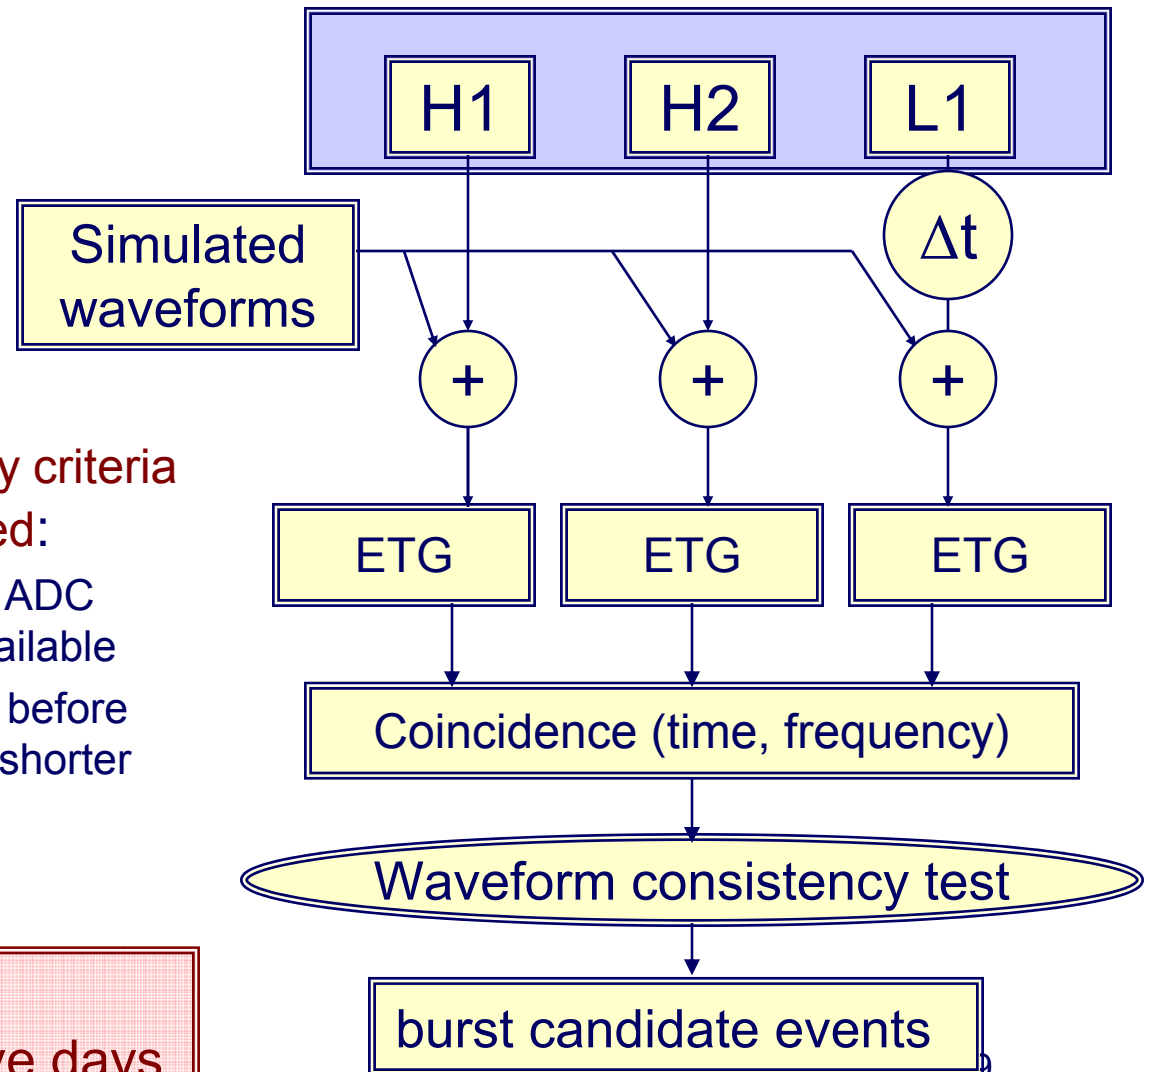 H1 H2 L1
Δt
Simulated
waveforms
+ + +
y criteria
ed:
ADC
ailable
before
shorter
ETG ETG ETG
Coincidence (time, frequency)
Waveform consistency test
burst candidate events
ve days